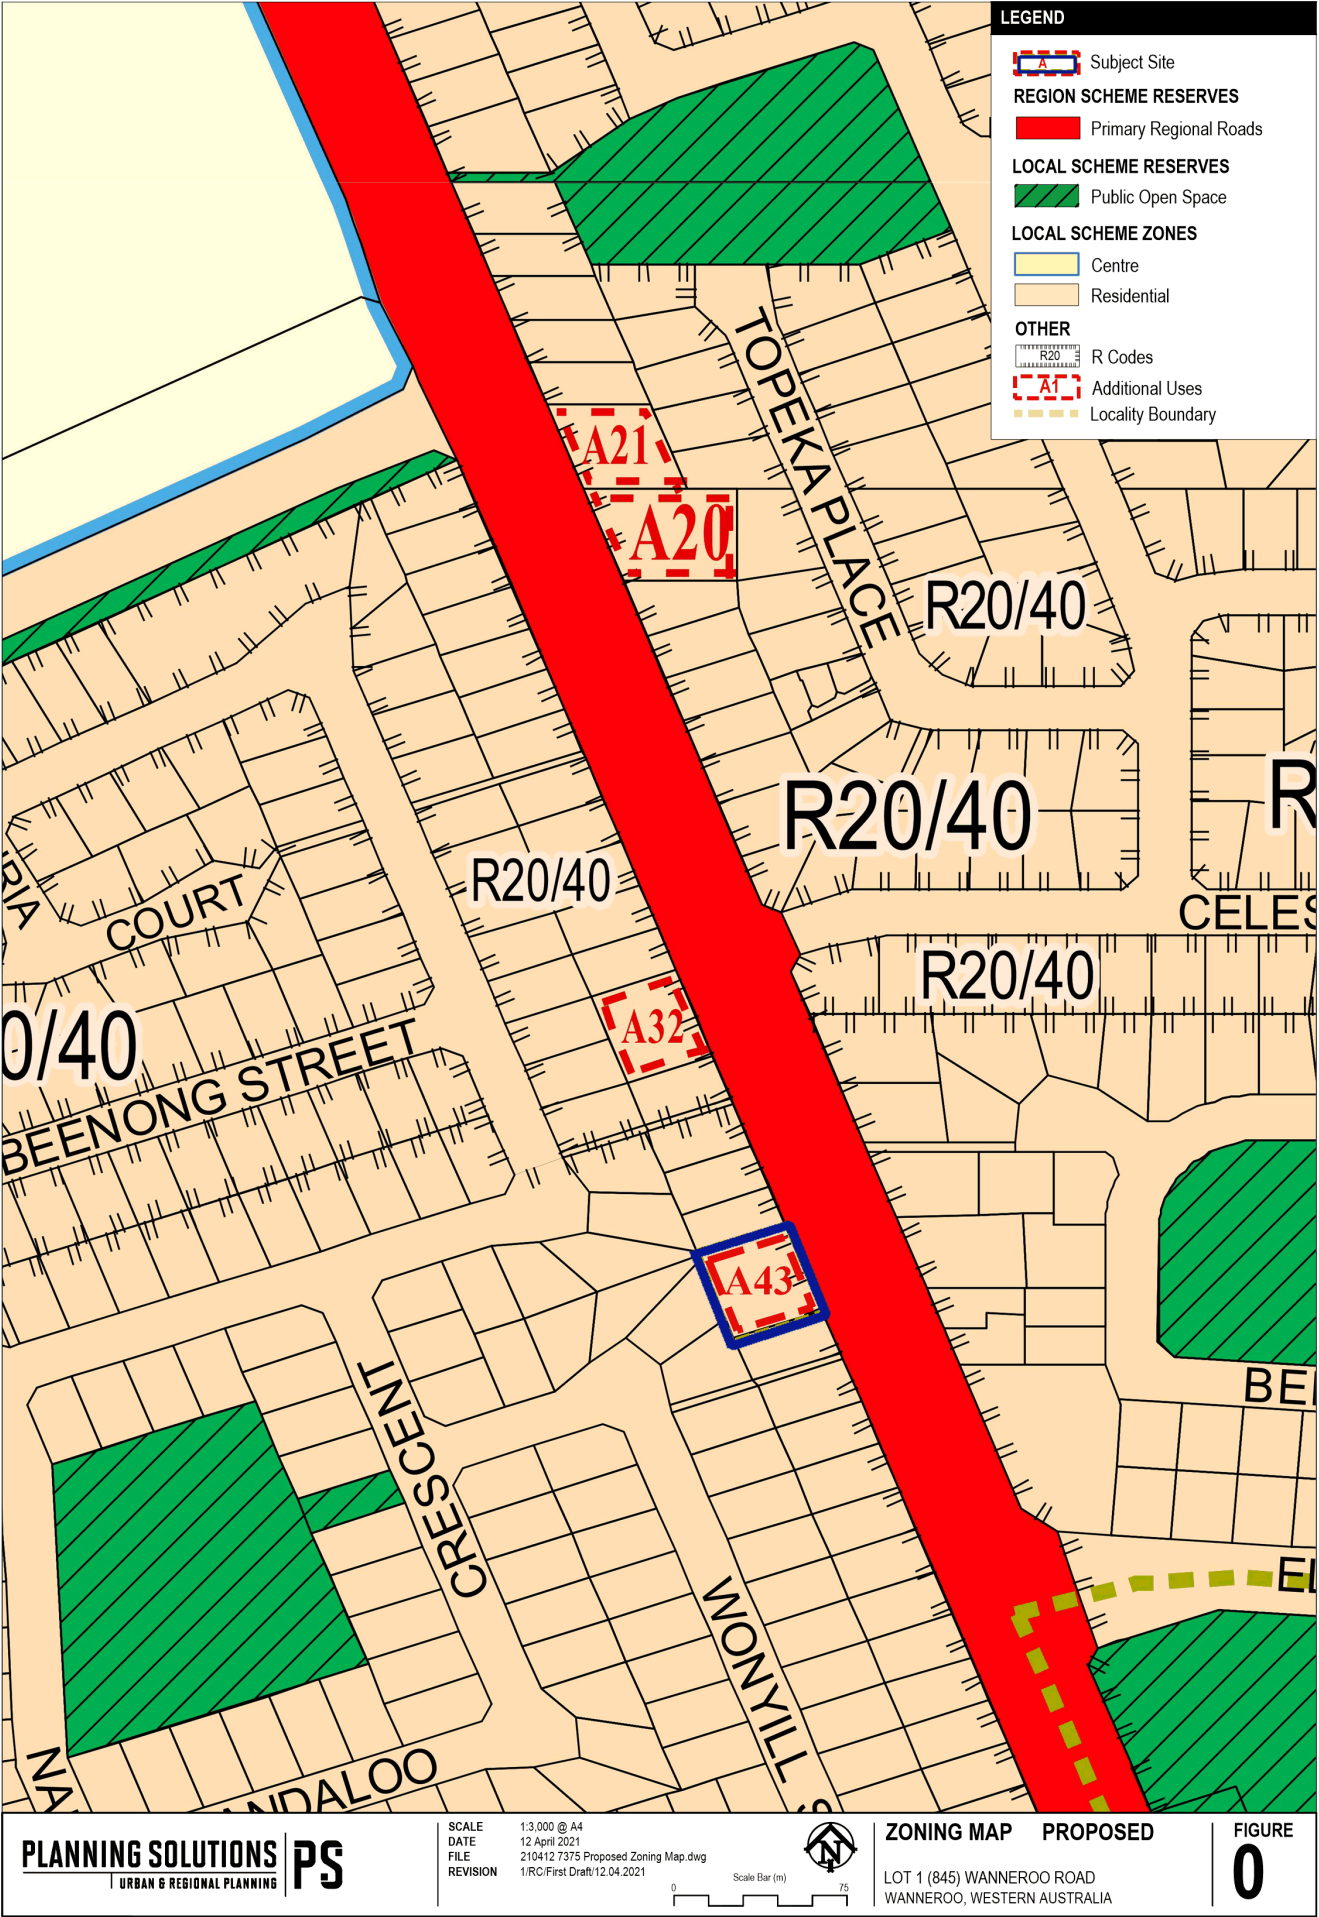 LEGEND
A
Subject Site
REGION SCHEME RESERVES
Primary Regional Roads
LOCAL SCHEME RESERVES
Public Open Space
LOCAL SCHEME ZONES
Centre
Residential
OTHER
R20
R Codes
A1
Additional Uses
Locality Boundary
TOPEKA PLACE
A21
A20
R20/40
R20/40
R
R20/40
RIA
COURT
CELES
R20/40
A32
0/40
BEENONG STREET
A43
CRESCENT
BEI
WONYILL S
EL
NAN
ANDALOO
PLANNING SOLUTIONS
URBAN & REGIONAL PLANNING
PS
SCALE 1:3,000 @ A4
DATE 12 April 2021
FILE 210412 7375 Proposed Zoning Map.dwg
REVISION 1/RC/First Draft/12.04.2021
Scale Bar (m)
0 75
N
ZONING MAP PROPOSED
LOT 1 (845) WANNEROO ROAD
WANNEROO, WESTERN AUSTRALIA
FIGURE
0